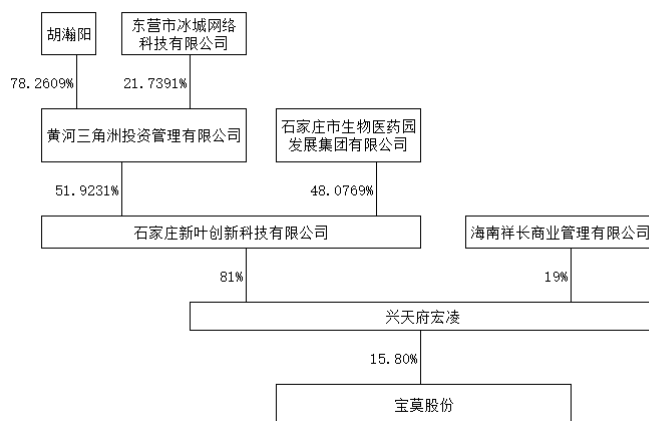 胡瀚阳
东营市冰城网络
科技有限公司
78.2609%
21.7391%
黄河三角洲投资管理有限公司
石家庄市生物医药园
发展集团有限公司
51.9231%
48.0769%
石家庄新叶创新科技有限公司
海南祥长商业管理有限公司
81%
19%
兴天府宏凌
15.80%
宝莫股份